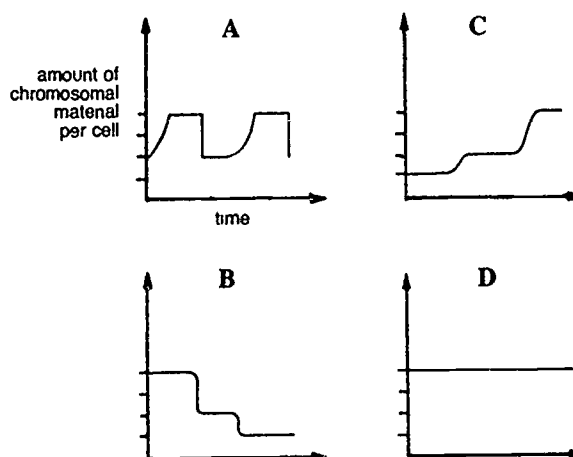 A
C
amount of
chromosomal
matenal
per cell
time
B
D